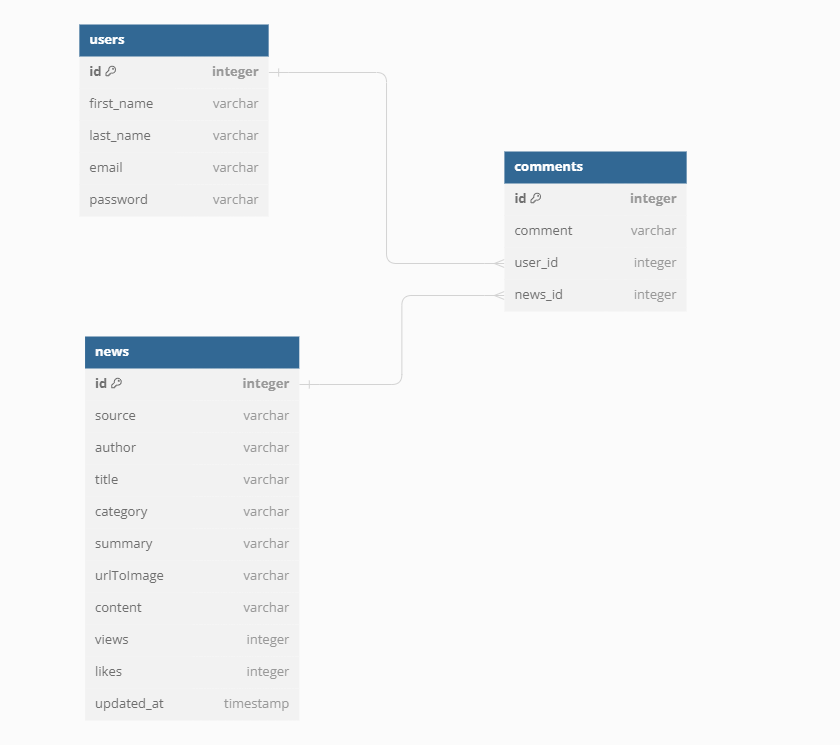 users
id integer
first_name varchar
last_name varchar
email varchar
password varchar
comments
id integer
comment varchar
user_id integer
news_id integer
news
id integer
source varchar
author varchar
title varchar
category varchar
summary varchar
urlToImage varchar
content varchar
views integer
likes integer
updated_at timestamp